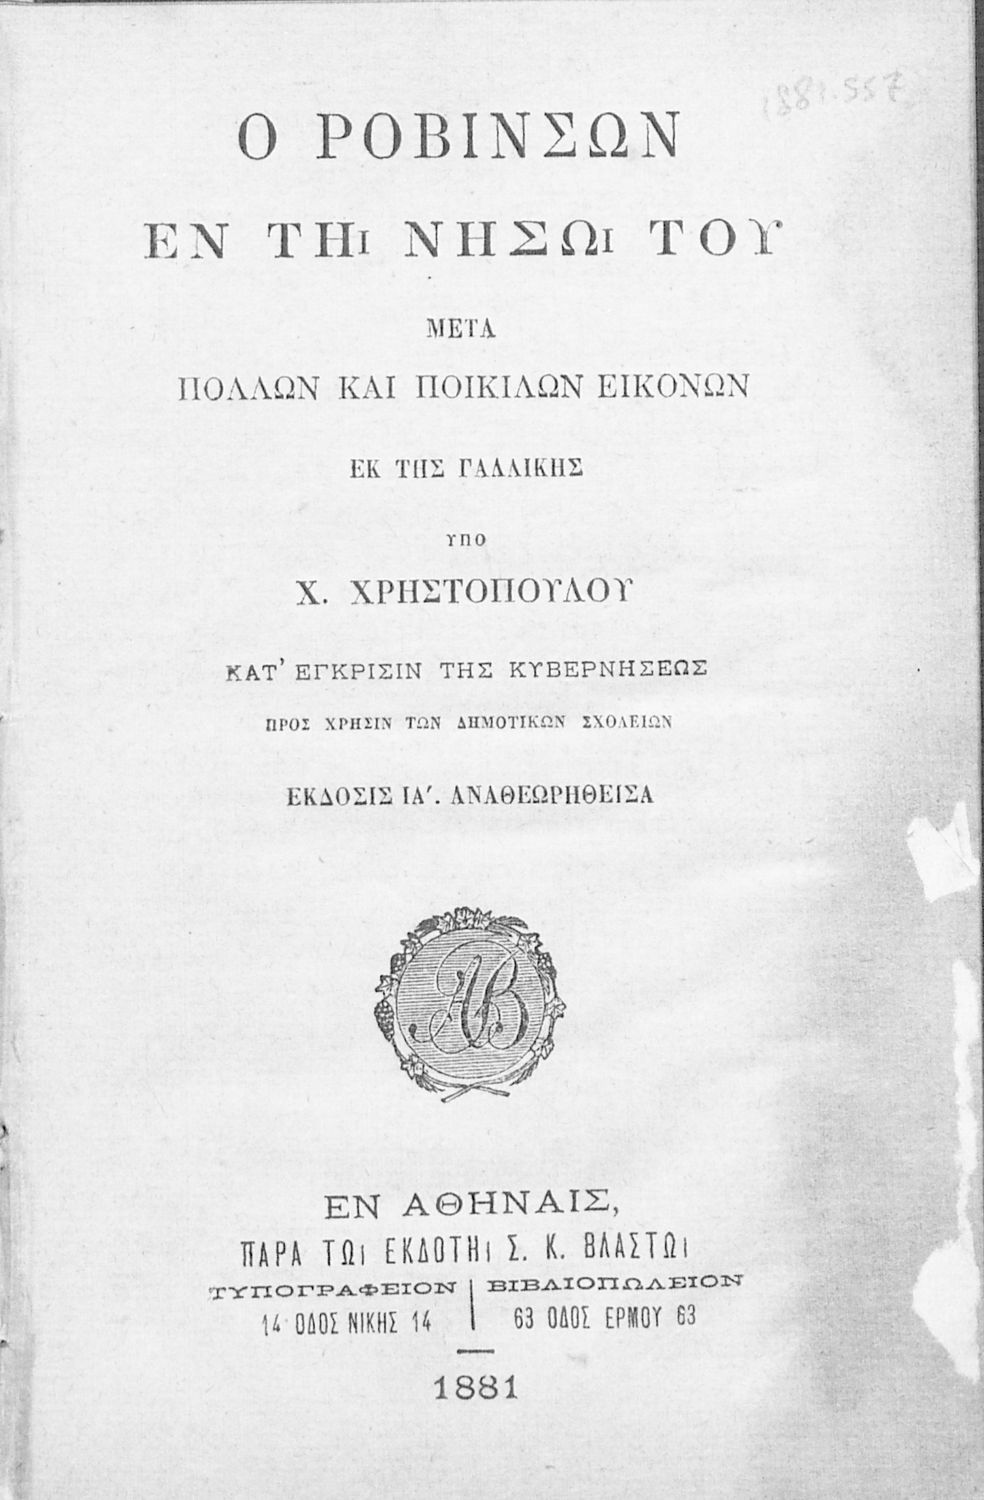 1881.557
Ο ΡΟΒΙΝΣΩΝ
ΕΝ ΤΗι ΝΗΣΩι ΤΟΥ
ΜΕΤΑ
ΠΟΛΛΩΝ ΚΑΙ ΠΟΙΚΙΛΩΝ ΕΙΚΟΝΩΝ
ΕΚ ΤΗΣ ΓΑΛΛΙΚΗΣ
ΥΠΟ
Χ. ΧΡΗΣΤΟΠΟΥΛΟΥ
ΚΑΤ' ΕΓΚΡΙΣΙΝ ΤΗΣ ΚΥΒΕΡΝΗΣΕΩΣ
ΠΡΟΣ ΧΡΗΣΙΝ ΤΩΝ ΔΗΜΟΤΙΚΩΝ ΣΧΟΛΕΙΩΝ
ΕΚΔΟΣΙΣ ΙΑ'. ΑΝΑΘΕΩΡΗΘΕΙΣΑ
ΕΝ ΑΘΗΝΑΙΣ,
ΠΑΡΑ ΤΩι ΕΚΔΟΤΗι Σ. Κ. ΒΛΑΣΤΩι
ΤΥΠΟΓΡΑΦΕΙΟΝ | ΒΙΒΛΙΟΠΩΛΕΙΟΝ
14 ΟΔΟΣ ΝΙΚΗΣ 14 | 63 ΟΔΟΣ ΕΡΜΟΥ 63
1881